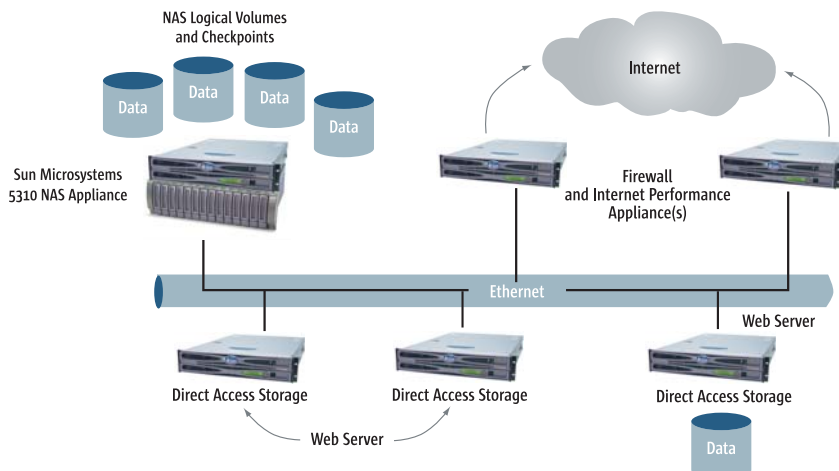 NAS Logical Volumes
and Checkpoints
Data
Data
Data
Data
Internet
Sun Microsystems
5310 NAS Appliance
Firewall
and Internet Performance
Appliance(s)
Ethernet
Web Server
Direct Access Storage
Direct Access Storage
Direct Access Storage
Web Server
Data